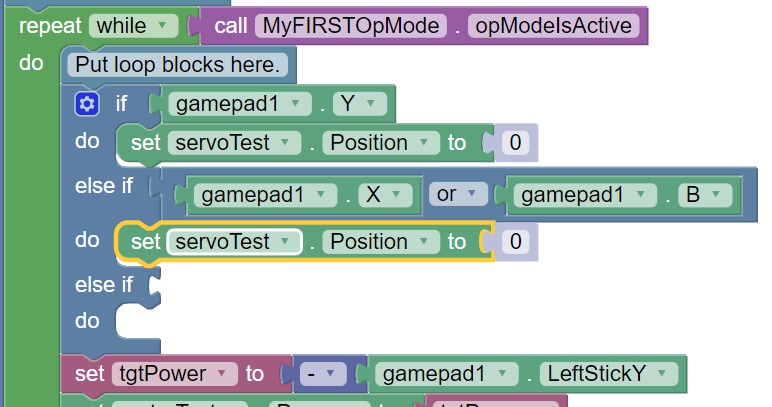 repeat while call MyFIRSTOpMode . opModeIsActive
do Put loop blocks here.
if gamepad1 . Y
do set servoTest . Position to 0
else if gamepad1 . X or gamepad1 . B
do set servoTest . Position to 0
else if
do
set tgtPower to - gamepad1 . LeftStickY